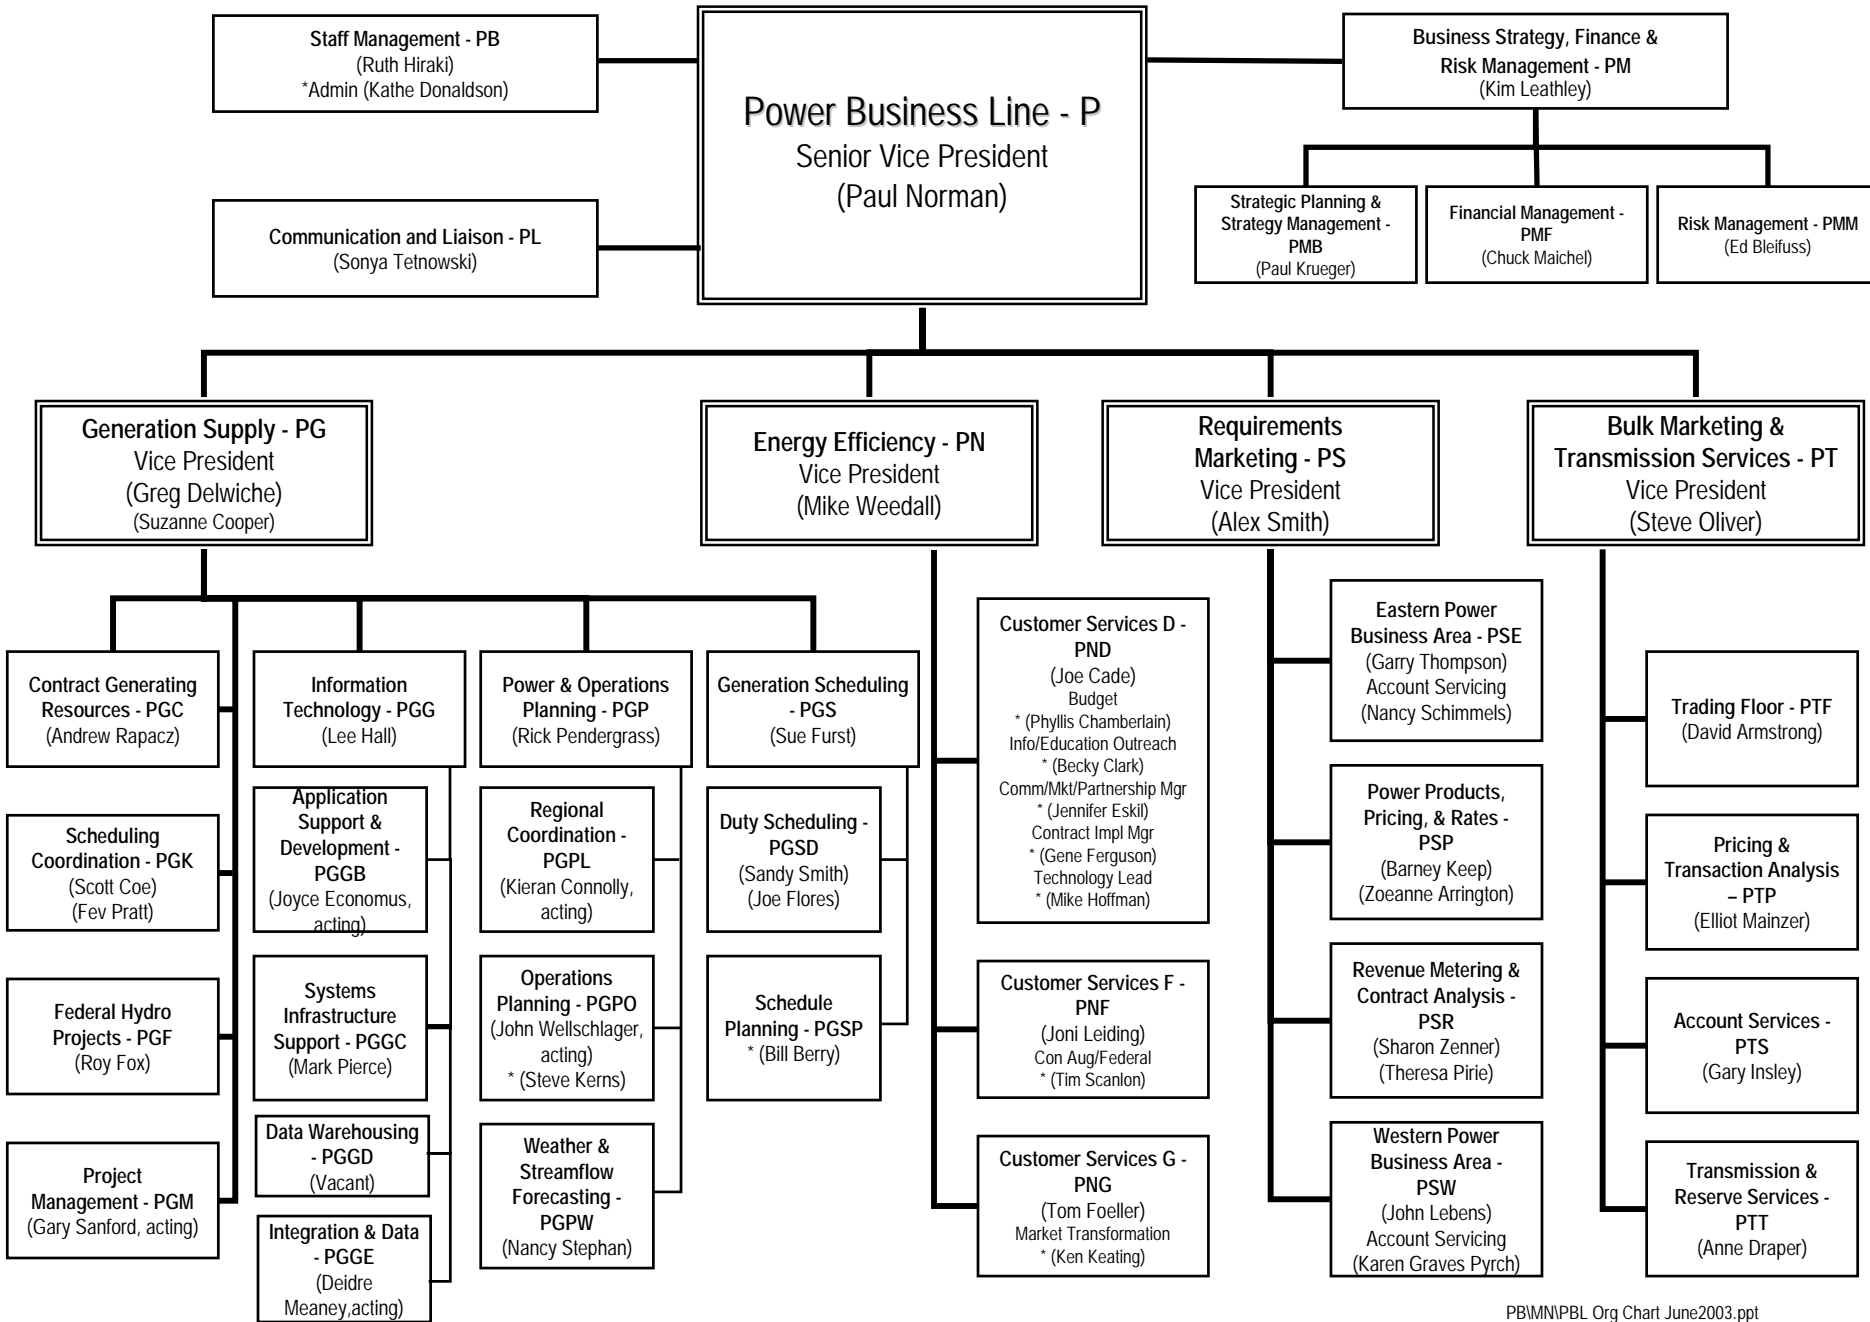 Staff Management - PB
(Ruth Hiraki)
*Admin (Kathe Donaldson)
Communication and Liaison - PL
(Sonya Tetnowski)
Power Business Line - P
Senior Vice President
(Paul Norman)
Business Strategy, Finance &
Risk Management - PM
(Kim Leathley)
Strategic Planning &
Strategy Management -
PMB
(Paul Krueger)
Financial Management -
PMF
(Chuck Maichel)
Risk Management - PMM
(Ed Bleifuss)
Generation Supply - PG
Vice President
(Greg Delwiche)
(Suzanne Cooper)
Energy Efficiency - PN
Vice President
(Mike Weedall)
Requirements
Marketing - PS
Vice President
(Alex Smith)
Bulk Marketing &
Transmission Services - PT
Vice President
(Steve Oliver)
Contract Generating
Resources - PGC
(Andrew Rapacz)
Scheduling
Coordination - PGK
(Scott Coe)
(Fev Pratt)
Federal Hydro
Projects - PGF
(Roy Fox)
Project
Management - PGM
(Gary Sanford, acting)
Information
Technology - PGG
(Lee Hall)
Application
Support &
Development -
PGGB
(Joyce Economus,
acting)
Systems
Infrastructure
Support - PGGC
(Mark Pierce)
Data Warehousing
- PGGD
(Vacant)
Integration & Data
- PGGE
(Deidre
Meaney,acting)
Power & Operations
Planning - PGP
(Rick Pendergrass)
Regional
Coordination -
PGPL
(Kieran Connolly,
acting)
Operations
Planning - PGPO
(John Wellschlager,
acting)
* (Steve Kerns)
Weather &
Streamflow
Forecasting -
PGPW
(Nancy Stephan)
Generation Scheduling
- PGS
(Sue Furst)
Duty Scheduling -
PGSD
(Sandy Smith)
(Joe Flores)
Schedule
Planning - PGSP
* (Bill Berry)
Customer Services D -
PND
(Joe Cade)
Budget
* (Phyllis Chamberlain)
Info/Education Outreach
* (Becky Clark)
Comm/Mkt/Partnership Mgr
* (Jennifer Eskil)
Contract Impl Mgr
* (Gene Ferguson)
Technology Lead
* (Mike Hoffman)
Customer Services F -
PNF
(Joni Leiding)
Con Aug/Federal
* (Tim Scanlon)
Customer Services G -
PNG
(Tom Foeller)
Market Transformation
* (Ken Keating)
Eastern Power
Business Area - PSE
(Garry Thompson)
Account Servicing
(Nancy Schimmels)
Power Products,
Pricing, & Rates -
PSP
(Barney Keep)
(Zoeanne Arrington)
Revenue Metering &
Contract Analysis -
PSR
(Sharon Zenner)
(Theresa Pirie)
Western Power
Business Area -
PSW
(John Lebens)
Account Servicing
(Karen Graves Pyrch)
Trading Floor - PTF
(David Armstrong)
Pricing &
Transaction Analysis
– PTP
(Elliot Mainzer)
Account Services -
PTS
(Gary Insley)
Transmission &
Reserve Services -
PTT
(Anne Draper)
PB\MN\PBL Org Chart June2003.ppt